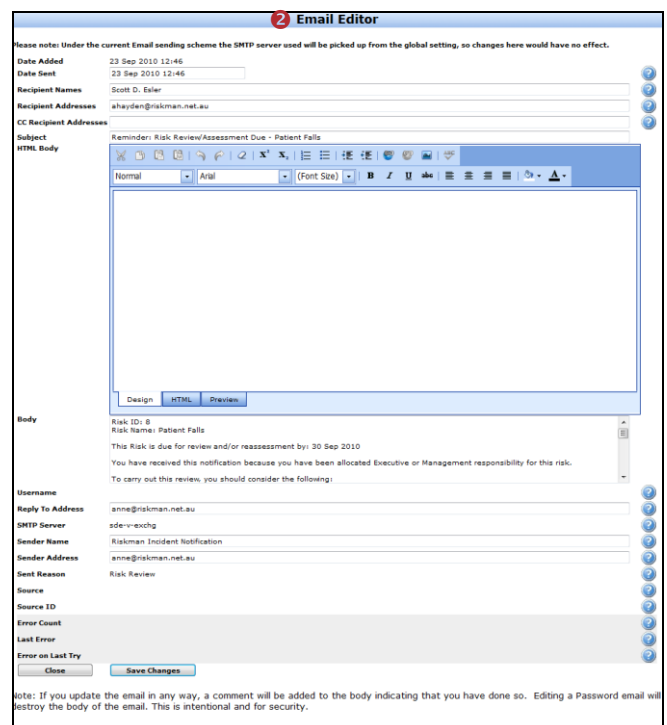 2 Email Editor
Please note: Under the current Email sending scheme the SMTP server used will be picked up from the global setting, so changes here would have no effect.
Date Added 23 Sep 2010 12:46
Date Sent 23 Sep 2010 12:46
Recipient Names Scott D. Esler
Recipient Addresses ahayden@riskman.net.au
CC Recipient Addresses
Subject Reminder: Risk Review/Assessment Due - Patient Falls
HTML Body
Normal Arial (Font Size) B I U abc A
Design HTML Preview
Body Risk ID: 8
Risk Name: Patient Falls
This Risk is due for review and/or reassessment by: 30 Sep 2010
You have received this notification because you have been allocated Executive or Management responsibility for this risk.
To carry out this review, you should consider the following:
Username
Reply To Address anne@riskman.net.au
SMTP Server sde-v-exchg
Sender Name Riskman Incident Notification
Sender Address anne@riskman.net.au
Sent Reason Risk Review
Source
Source ID
Error Count
Last Error
Error on Last Try
Close Save Changes
Note: If you update the email in any way, a comment will be added to the body indicating that you have done so. Editing a Password email will
destroy the body of the email. This is intentional and for security.